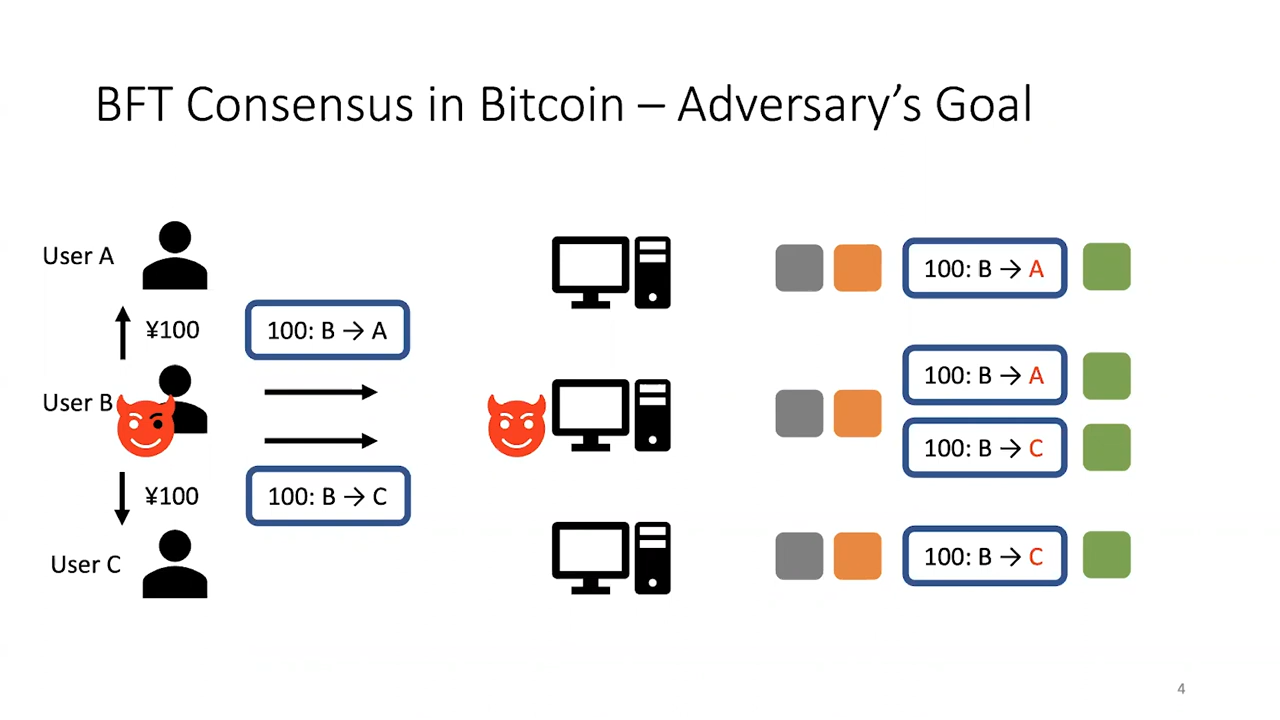 BFT Consensus in Bitcoin – Adversary’s Goal
User A
¥100
100: B → A
User B
¥100
100: B → C
User C
100: B → A
100: B → A
100: B → C
100: B → C
4